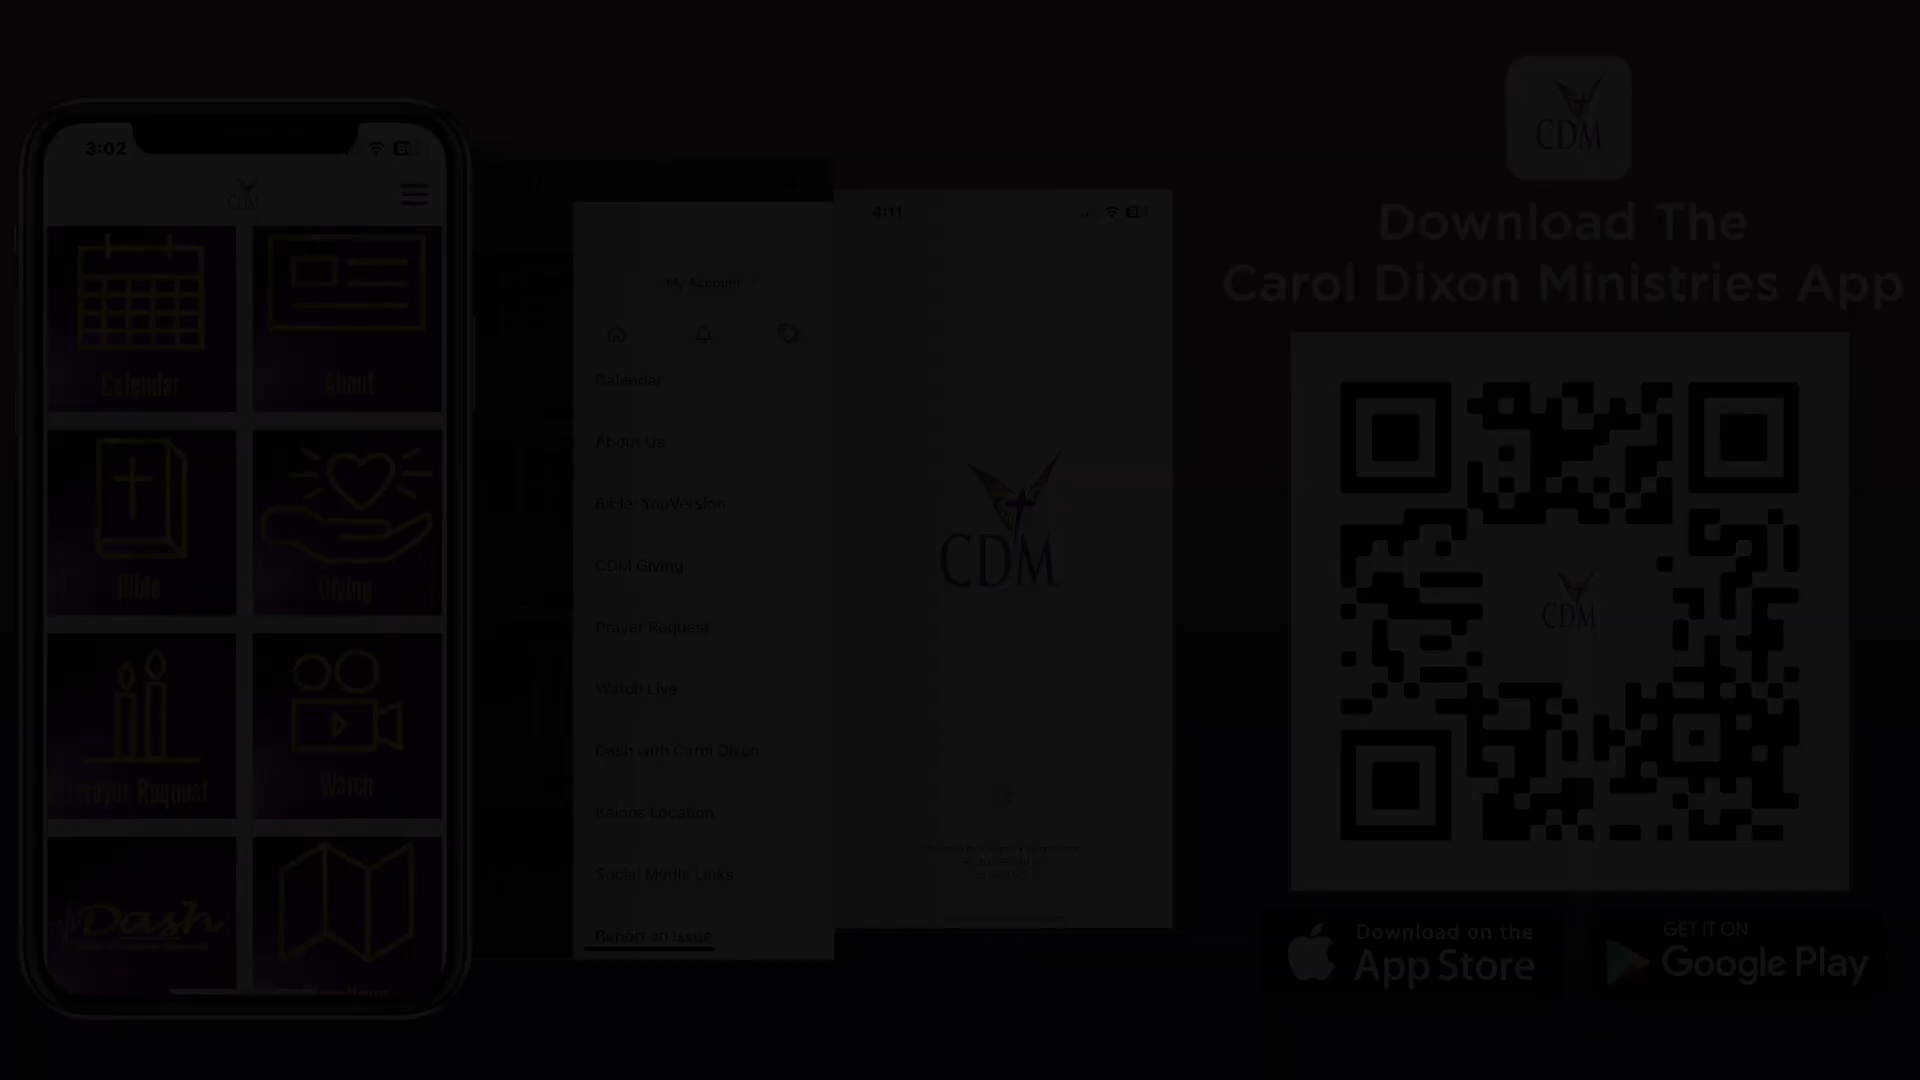 3:02
CDM
Calendar
About
Bible
Giving
Prayer Request
Watch
Dash
My Account
Calendar
About Us
Bible: YouVersion
CDM Giving
Prayer Request
Watch Live
Dash with Carol Dixon
Kainos Location
Social Media Links
Report an Issue
4:11
CDM
CDM
Download The
Carol Dixon Ministries App
CDM
Download on the
App Store
GET IT ON
Google Play